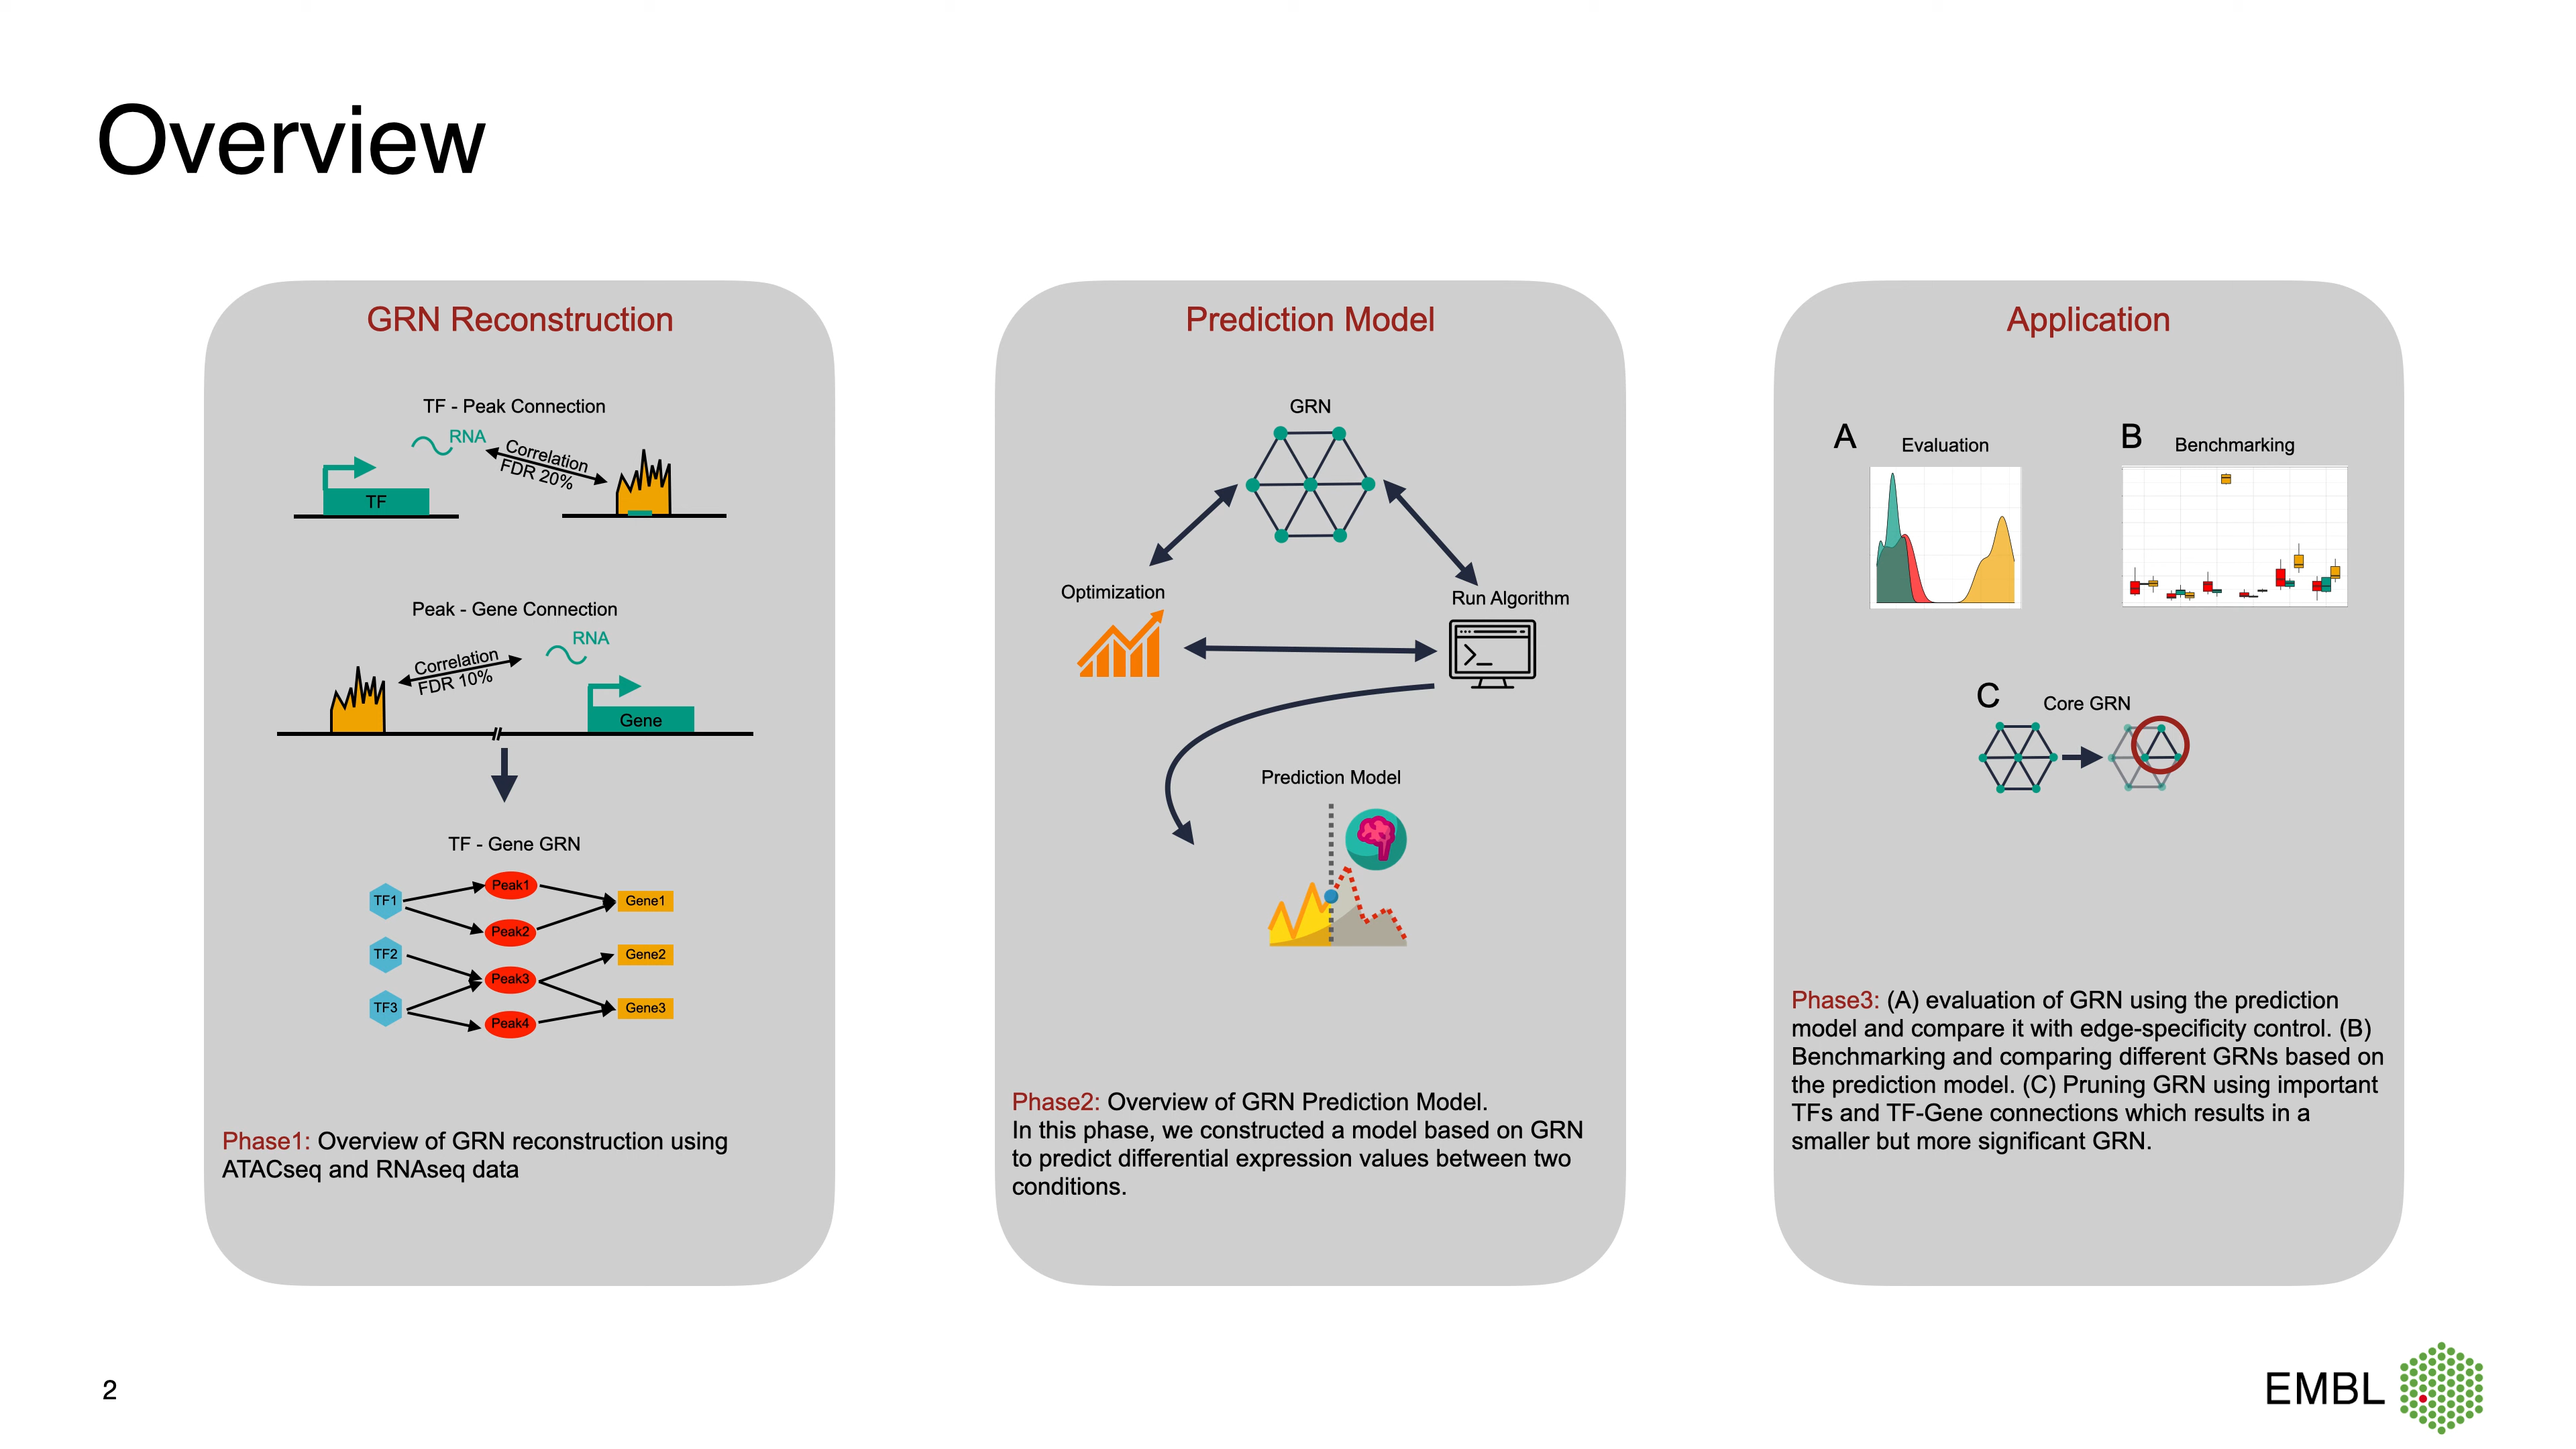 Overview
GRN Reconstruction
TF - Peak Connection
RNA
Correlation
FDR 20%
TF
Peak - Gene Connection
RNA
Correlation
FDR 10%
Gene
TF - Gene GRN
TF1
TF2
TF3
Peak1
Peak2
Peak3
Peak4
Gene1
Gene2
Gene3
Phase1: Overview of GRN reconstruction using
ATACseq and RNAseq data
Prediction Model
GRN
Optimization
Run Algorithm
Prediction Model
Phase2: Overview of GRN Prediction Model.
In this phase, we constructed a model based on GRN
to predict differential expression values between two
conditions.
Application
A
Evaluation
B
Benchmarking
C
Core GRN
Phase3: (A) evaluation of GRN using the prediction
model and compare it with edge-specificity control. (B)
Benchmarking and comparing different GRNs based on
the prediction model. (C) Pruning GRN using important
TFs and TF-Gene connections which results in a
smaller but more significant GRN.
2
EMBL